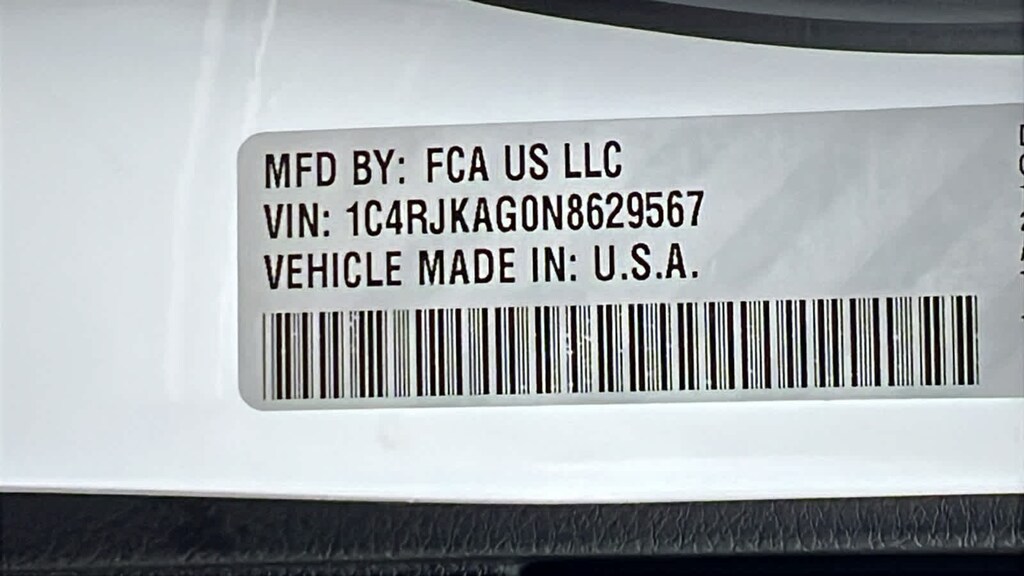 MFD BY: FCA US LLC
VIN: 1C4RJKAG0N8629567
VEHICLE MADE IN: U.S.A.